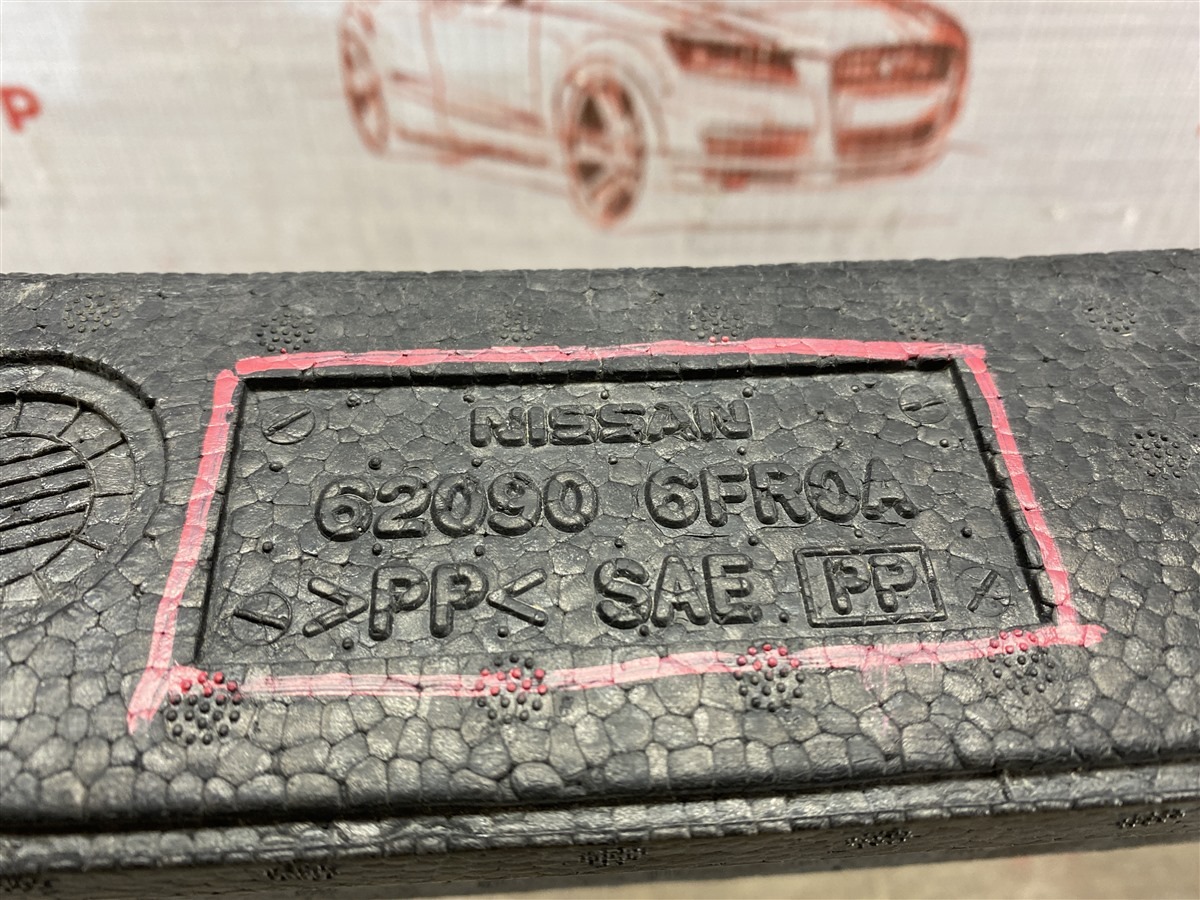 P
NISSAN
62090 6FR0A
>PP< SAE PP